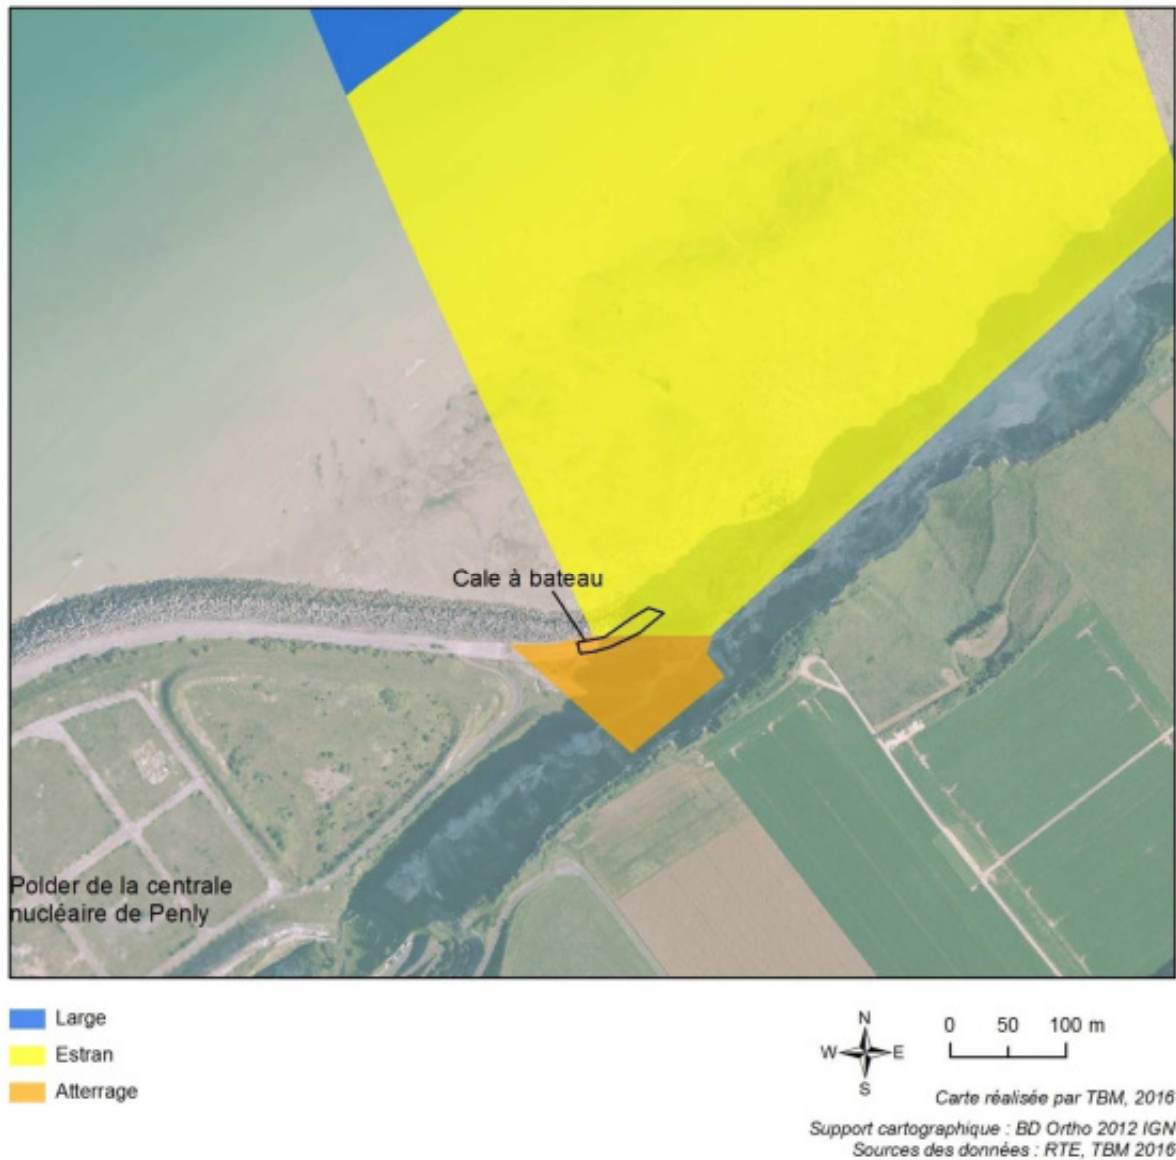 Cale à bateau
Polder de la centrale
nucléaire de Penly
Large
Estran
Atterrage
N
W E
S
0 50 100 m
Carte réalisée par TBM, 2016
Support cartographique : BD Ortho 2012 IGN
Sources des données : RTE, TBM 2016